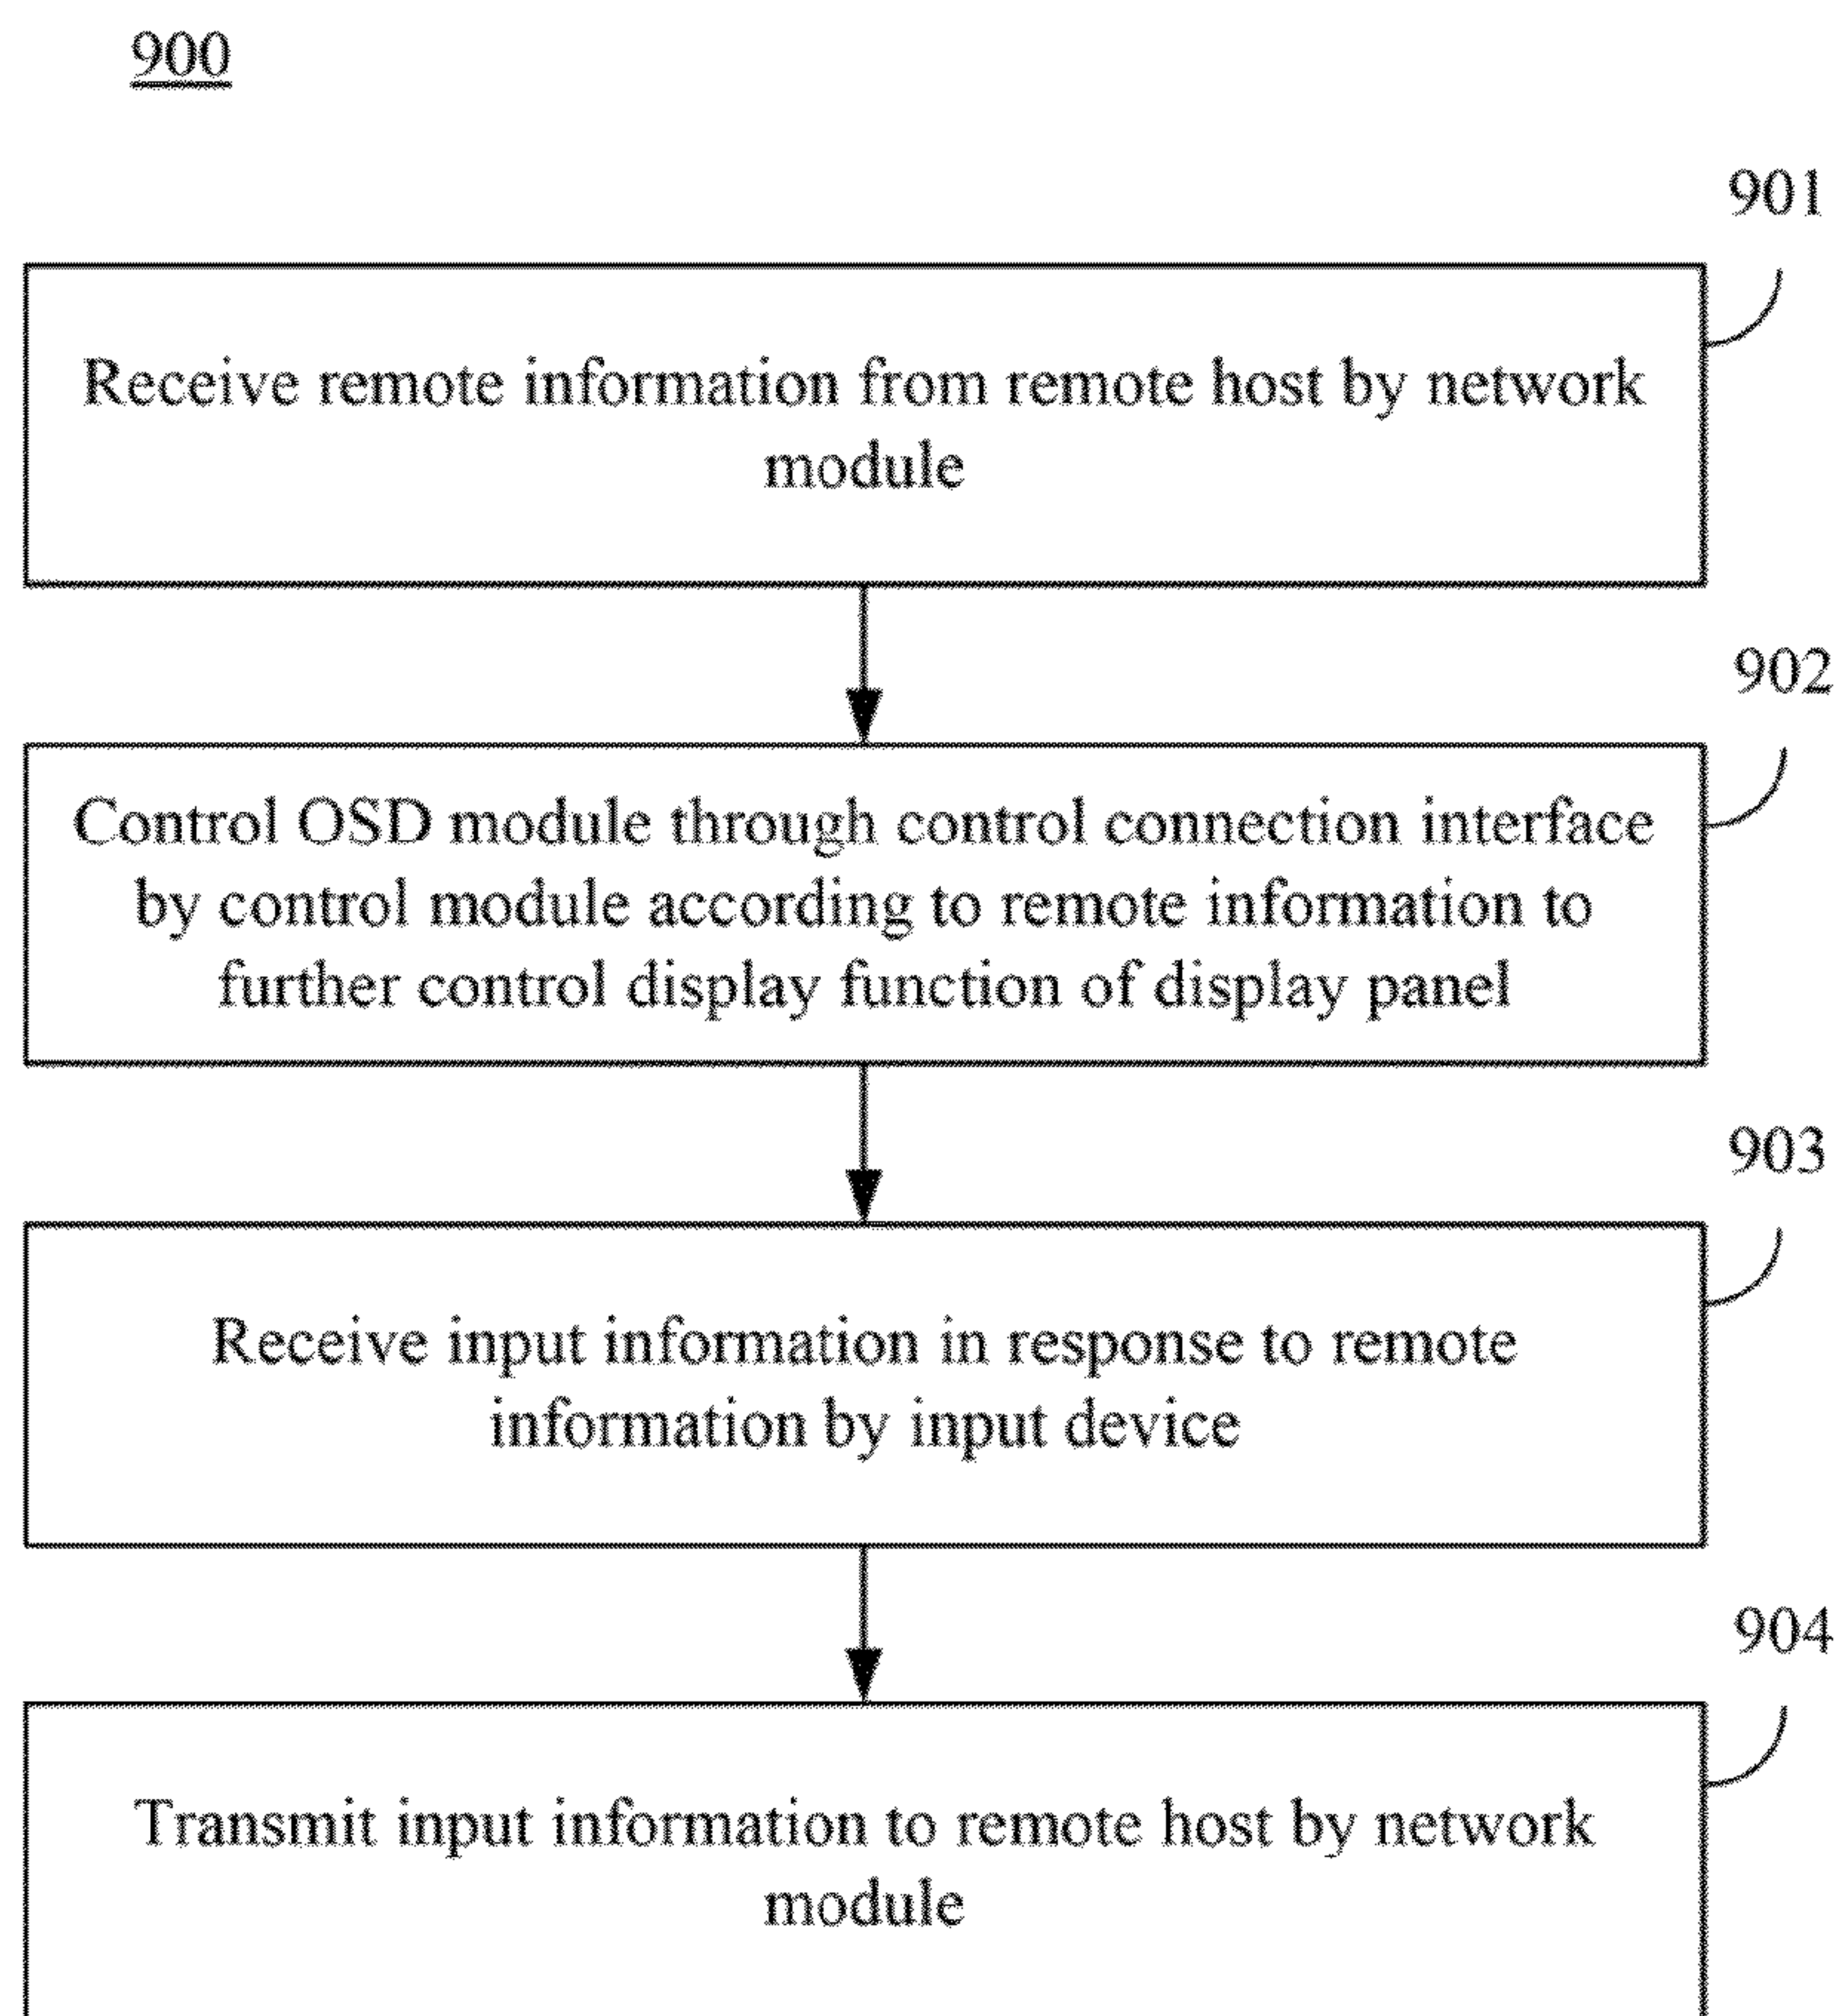 900
901
Receive remote information from remote host by network
module
902
Control OSD module through control connection interface
by control module according to remote information to
further control display function of display panel
903
Receive input information in response to remote
information by input device
904
Transmit input information to remote host by network
module